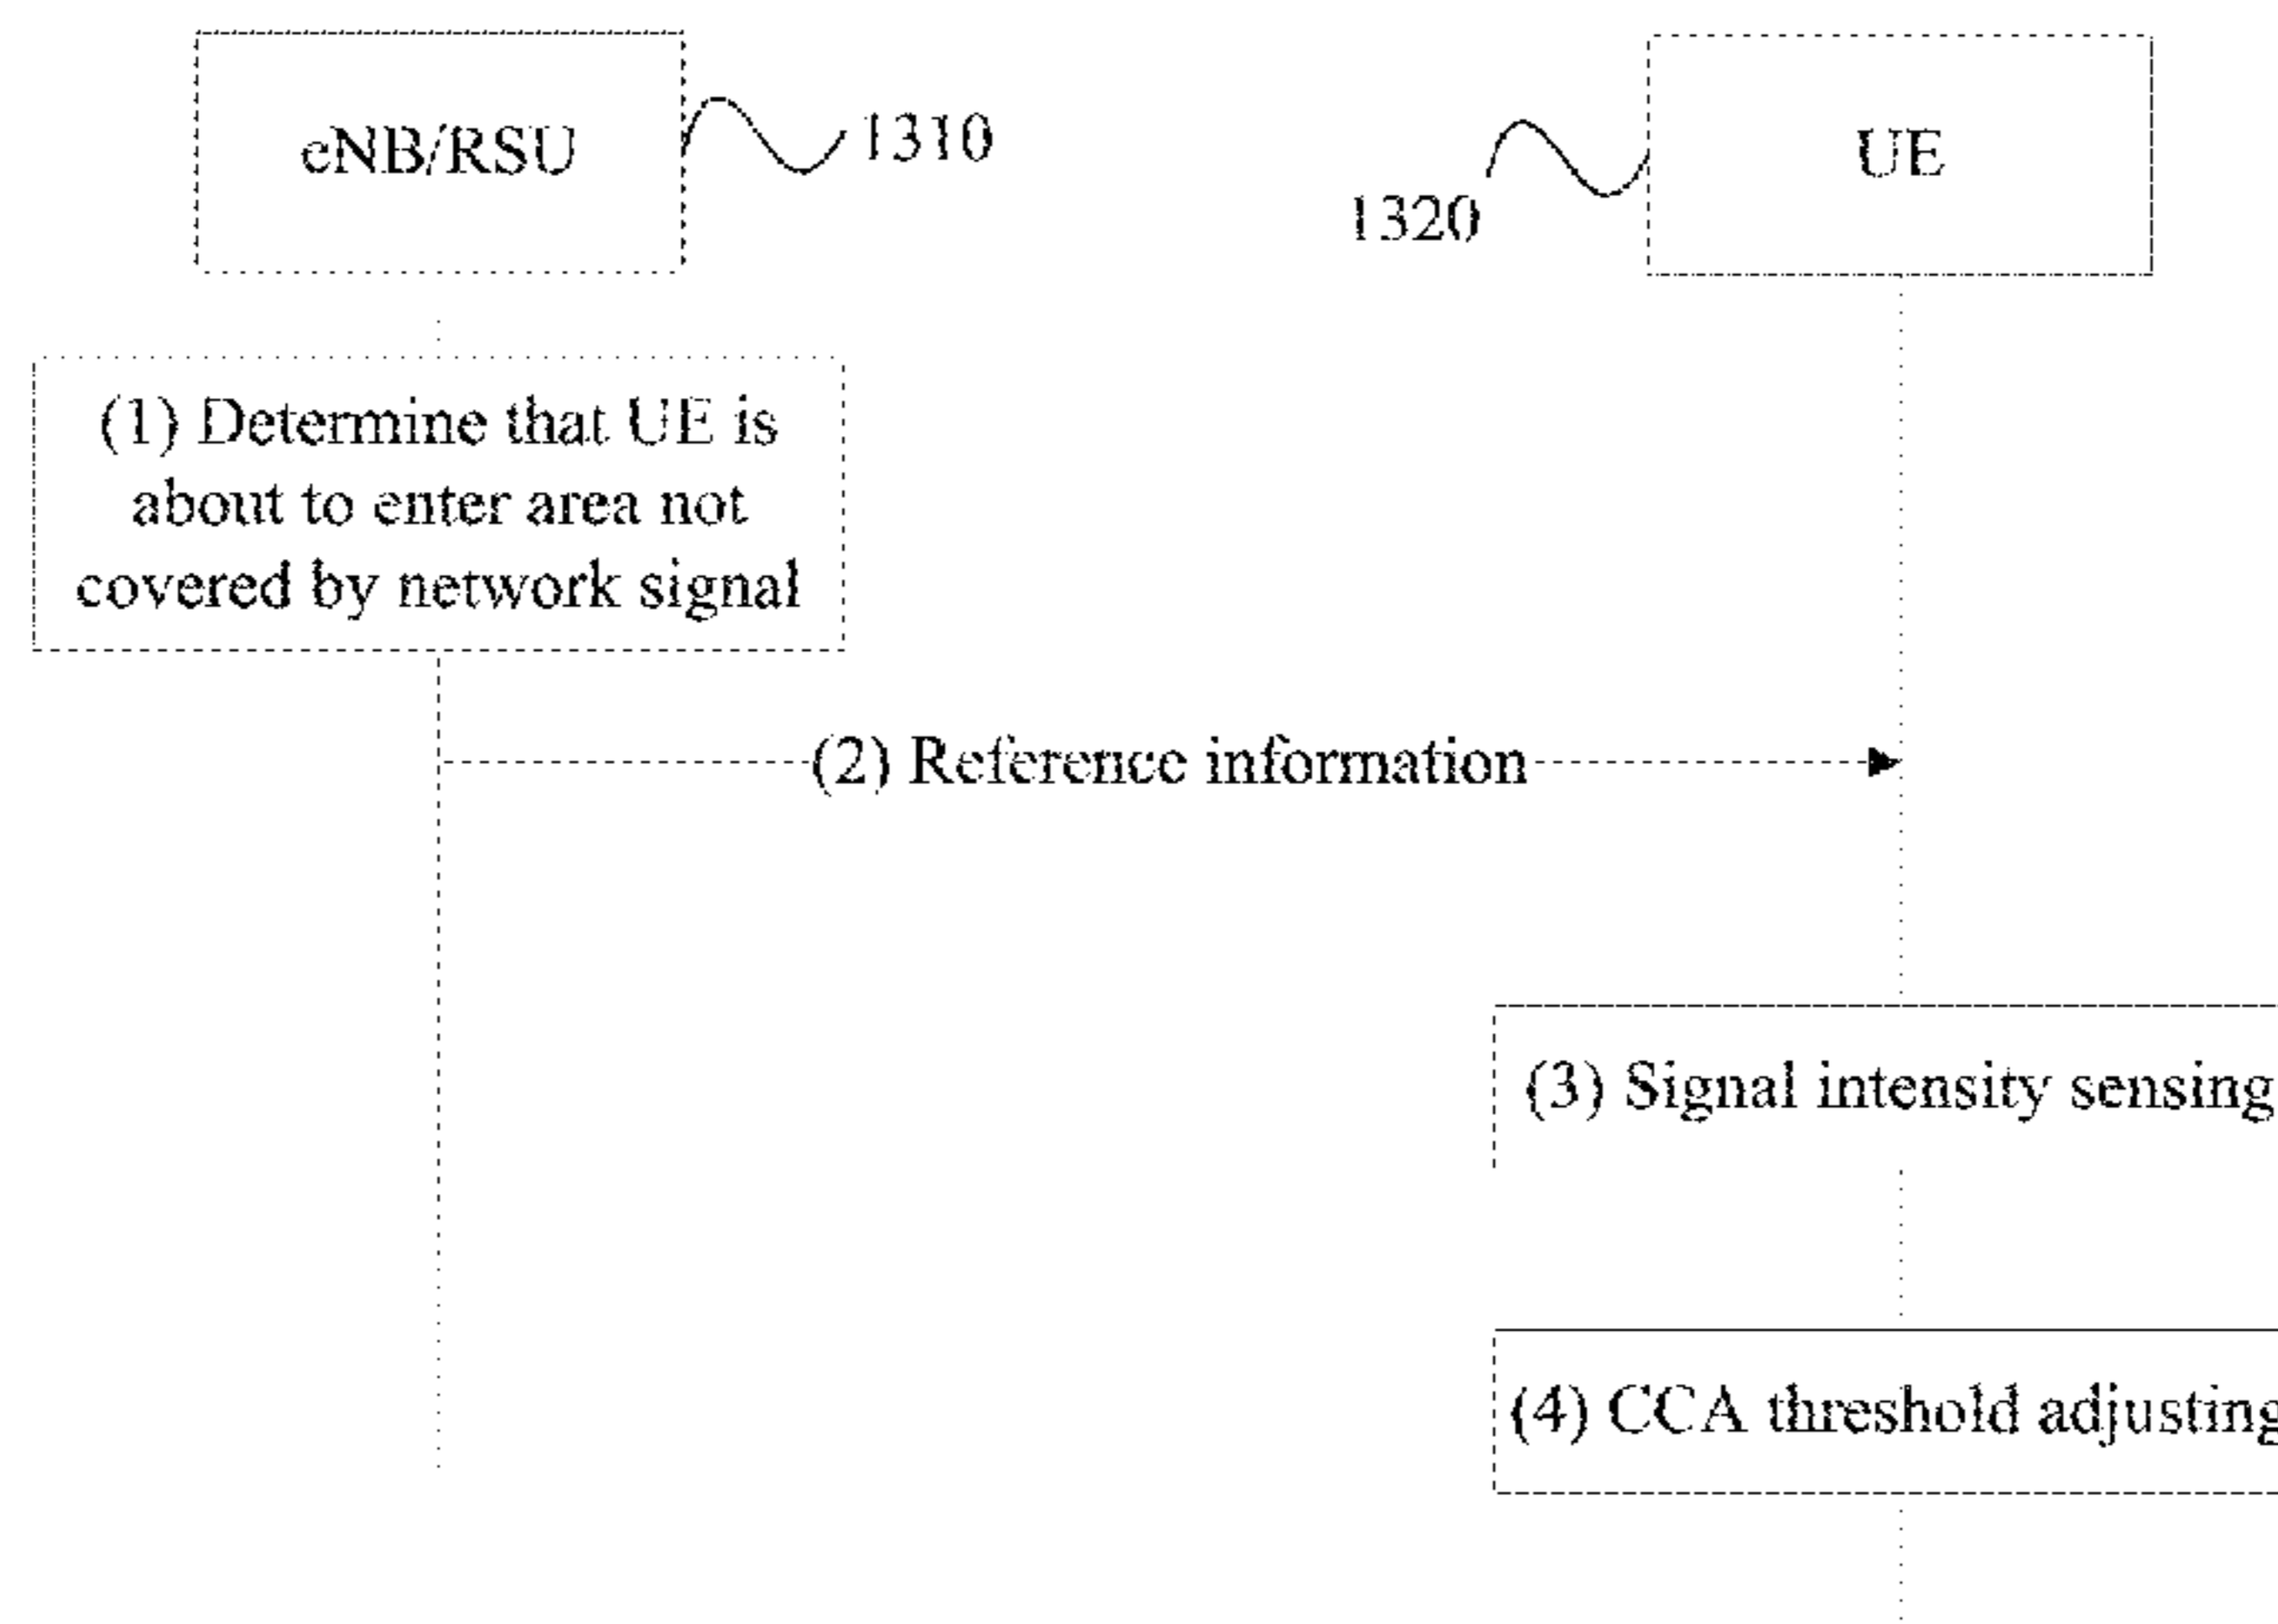 eNB/RSU
1310
1320
UE
(1) Determine that UE is
about to enter area not
covered by network signal
(2) Reference information
(3) Signal intensity sensing
(4) CCA threshold adjusting